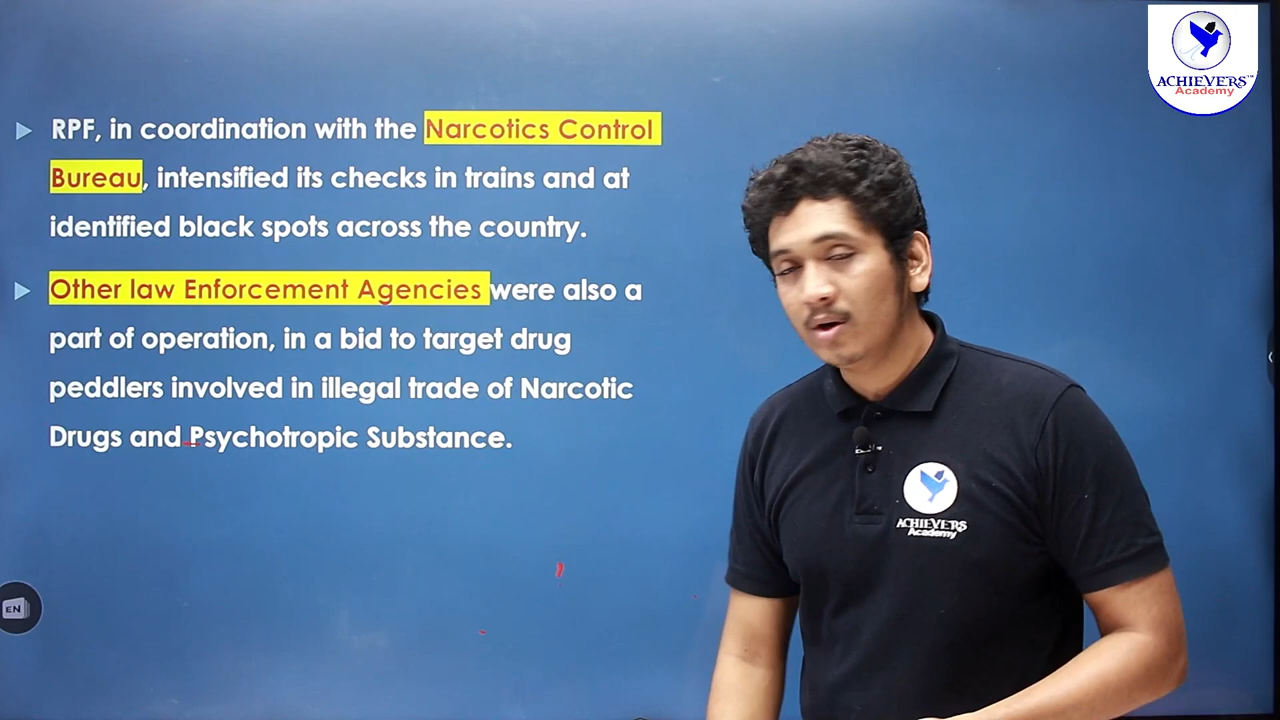 ACHIEVERS™
Academy
RPF, in coordination with the Narcotics Control
Bureau, intensified its checks in trains and at
identified black spots across the country.
Other law Enforcement Agencies were also a
part of operation, in a bid to target drug
peddlers involved in illegal trade of Narcotic
Drugs and Psychotropic Substance.
ACHIEVERS
Academy
EN